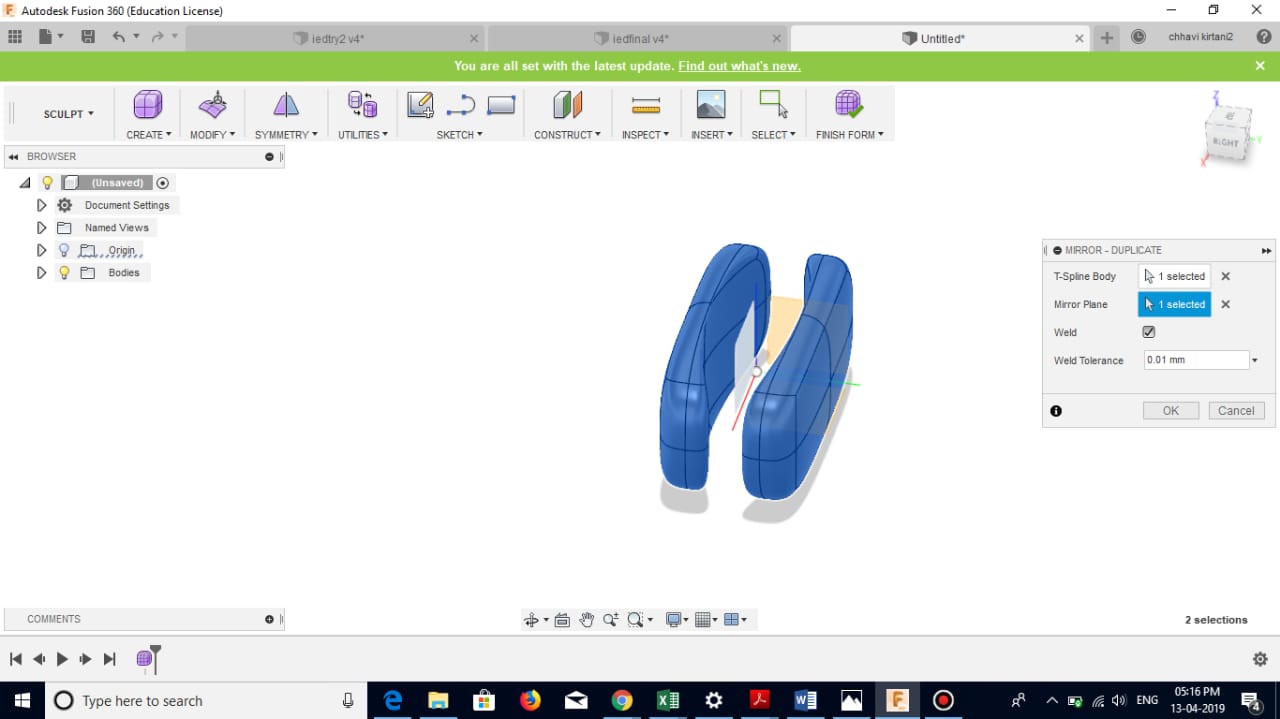 Autodesk Fusion 360 (Education License)
iedtry2 v4*
iedfinal v4*
Untitled*
chhavi kirtani2
You are all set with the latest update. Find out what's new.
SCULPT
CREATE
MODIFY
SYMMETRY
UTILITIES
SKETCH
CONSTRUCT
INSPECT
INSERT
SELECT
FINISH FORM
BROWSER
(Unsaved)
Document Settings
Named Views
Origin
Bodies
Z
RIGHT
Y
X
MIRROR - DUPLICATE
T-Spline Body 1 selected
Mirror Plane 1 selected
Weld
Weld Tolerance 0.01 mm
OK Cancel
COMMENTS
2 selections
Type here to search
ENG
05:16 PM
13-04-2019
4